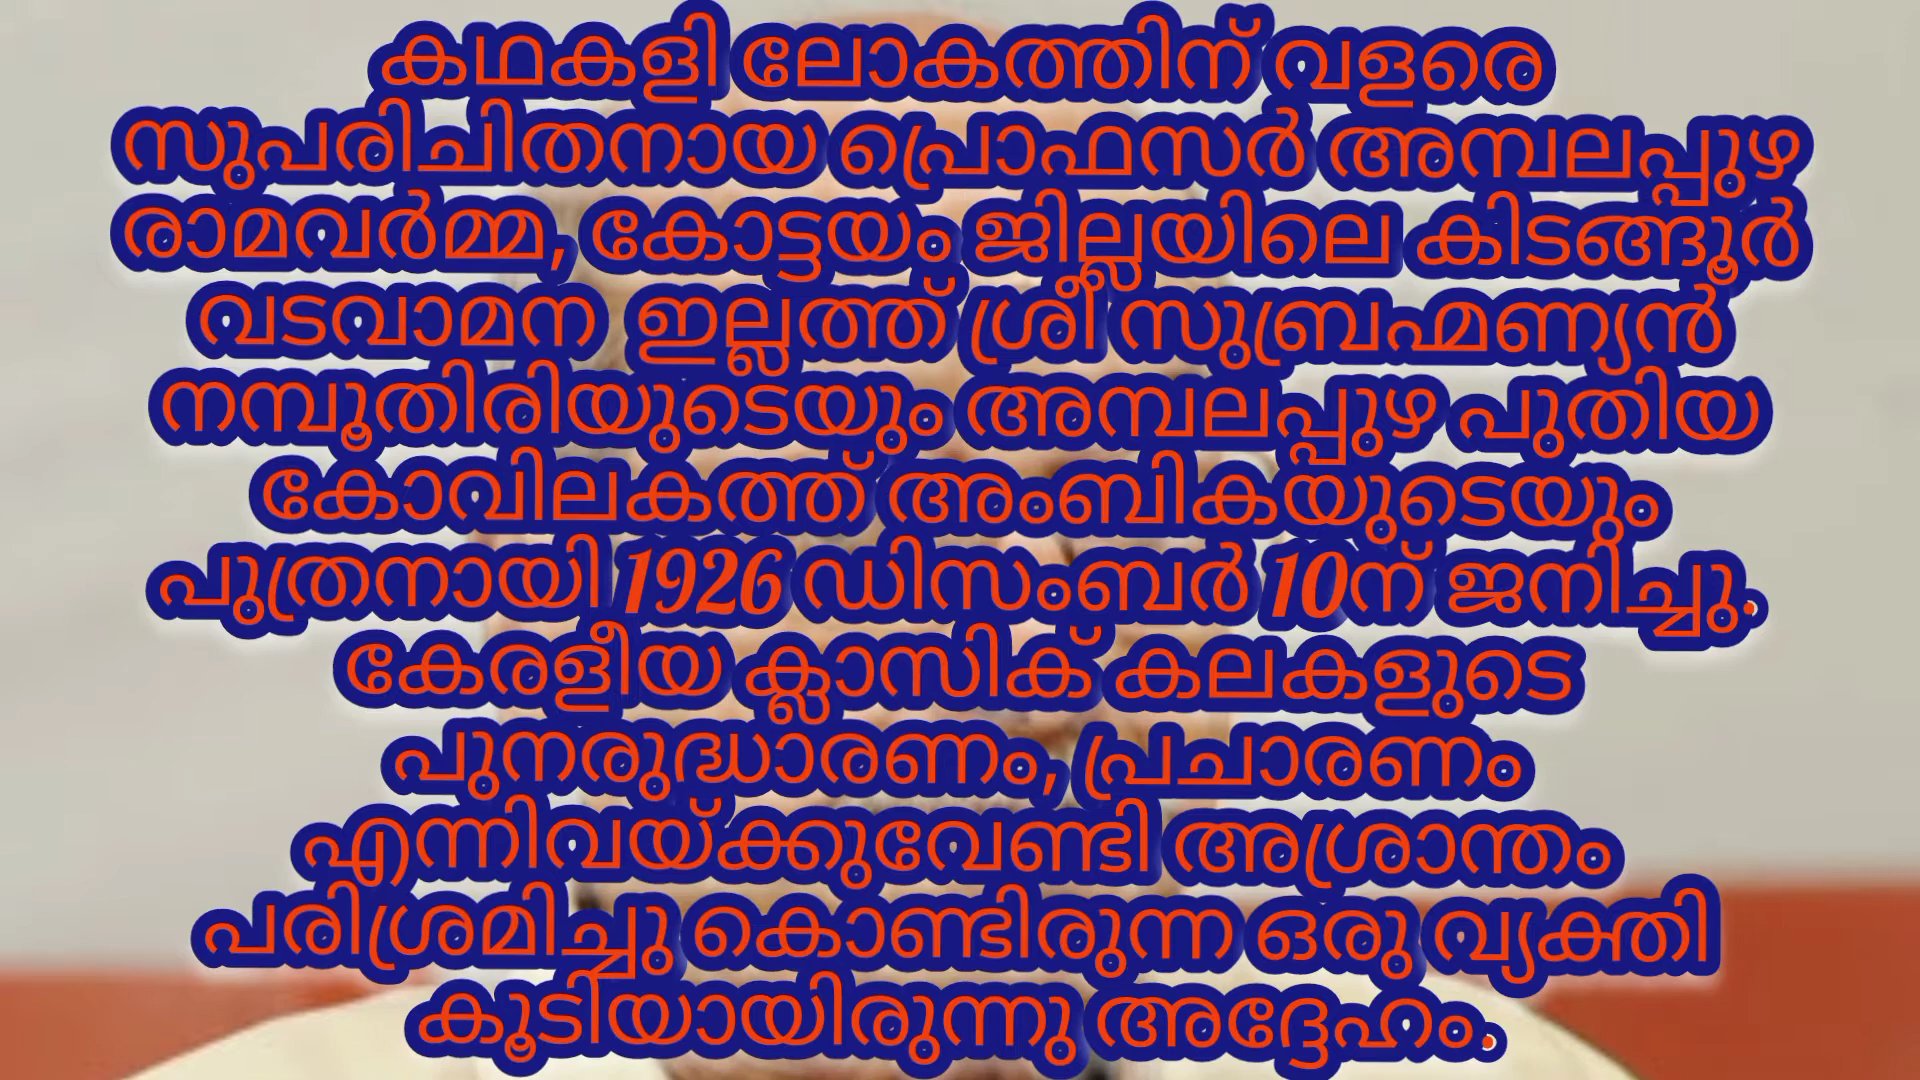 കഥകളി ലോകത്തിന് വളരെ
സുപരിചിതനായ പ്രൊഫസർ അമ്പലപ്പുഴ
രാമവർമ്മ, കോട്ടയം ജില്ലയിലെ കിടങ്ങൂർ
വടവാമന ഇല്ലത്ത് ശ്രീ സുബ്രഹ്മണ്യൻ
നമ്പൂതിരിയുടെയും അമ്പലപ്പുഴ പുതിയ
കോവിലകത്ത് അംബികയുടെയും
പുത്രനായി 1926 ഡിസംബർ 10ന് ജനിച്ചു.
കേരളീയ ക്ലാസിക് കലകളുടെ
പുനരുദ്ധാരണം, പ്രചാരണം
എന്നിവയ്ക്കുവേണ്ടി അശ്രാന്തം
പരിശ്രമിച്ചു കൊണ്ടിരുന്ന ഒരു വ്യക്തി
കൂടിയായിരുന്നു അദ്ദേഹം.